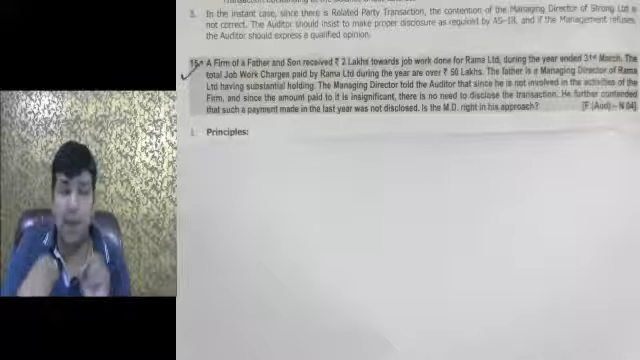 3. In the instant case, since there is Related Party Transaction, the contention of the Managing Director of Strong Ltd is
not correct. The Auditor should insist to make proper disclosure as required by AS-18, and if the Management refuses,
the Auditor should express a qualified opinion.
15. A Firm of a Father and Son received ₹ 2 Lakhs towards job work done for Rama Ltd, during the year ended 31st March. The
total Job Work Charges paid by Rama Ltd during the year are over ₹ 50 Lakhs. The father is a Managing Director of Rama
Ltd having substantial holding. The Managing Director told the Auditor that since he is not involved in the activities of the
Firm, and since the amount paid to it is insignificant, there is no need to disclose the transaction. He further contended
that such a payment made in the last year was not disclosed. Is the M.D. right in his approach? [F (Aud) – N 04]
1. Principles: